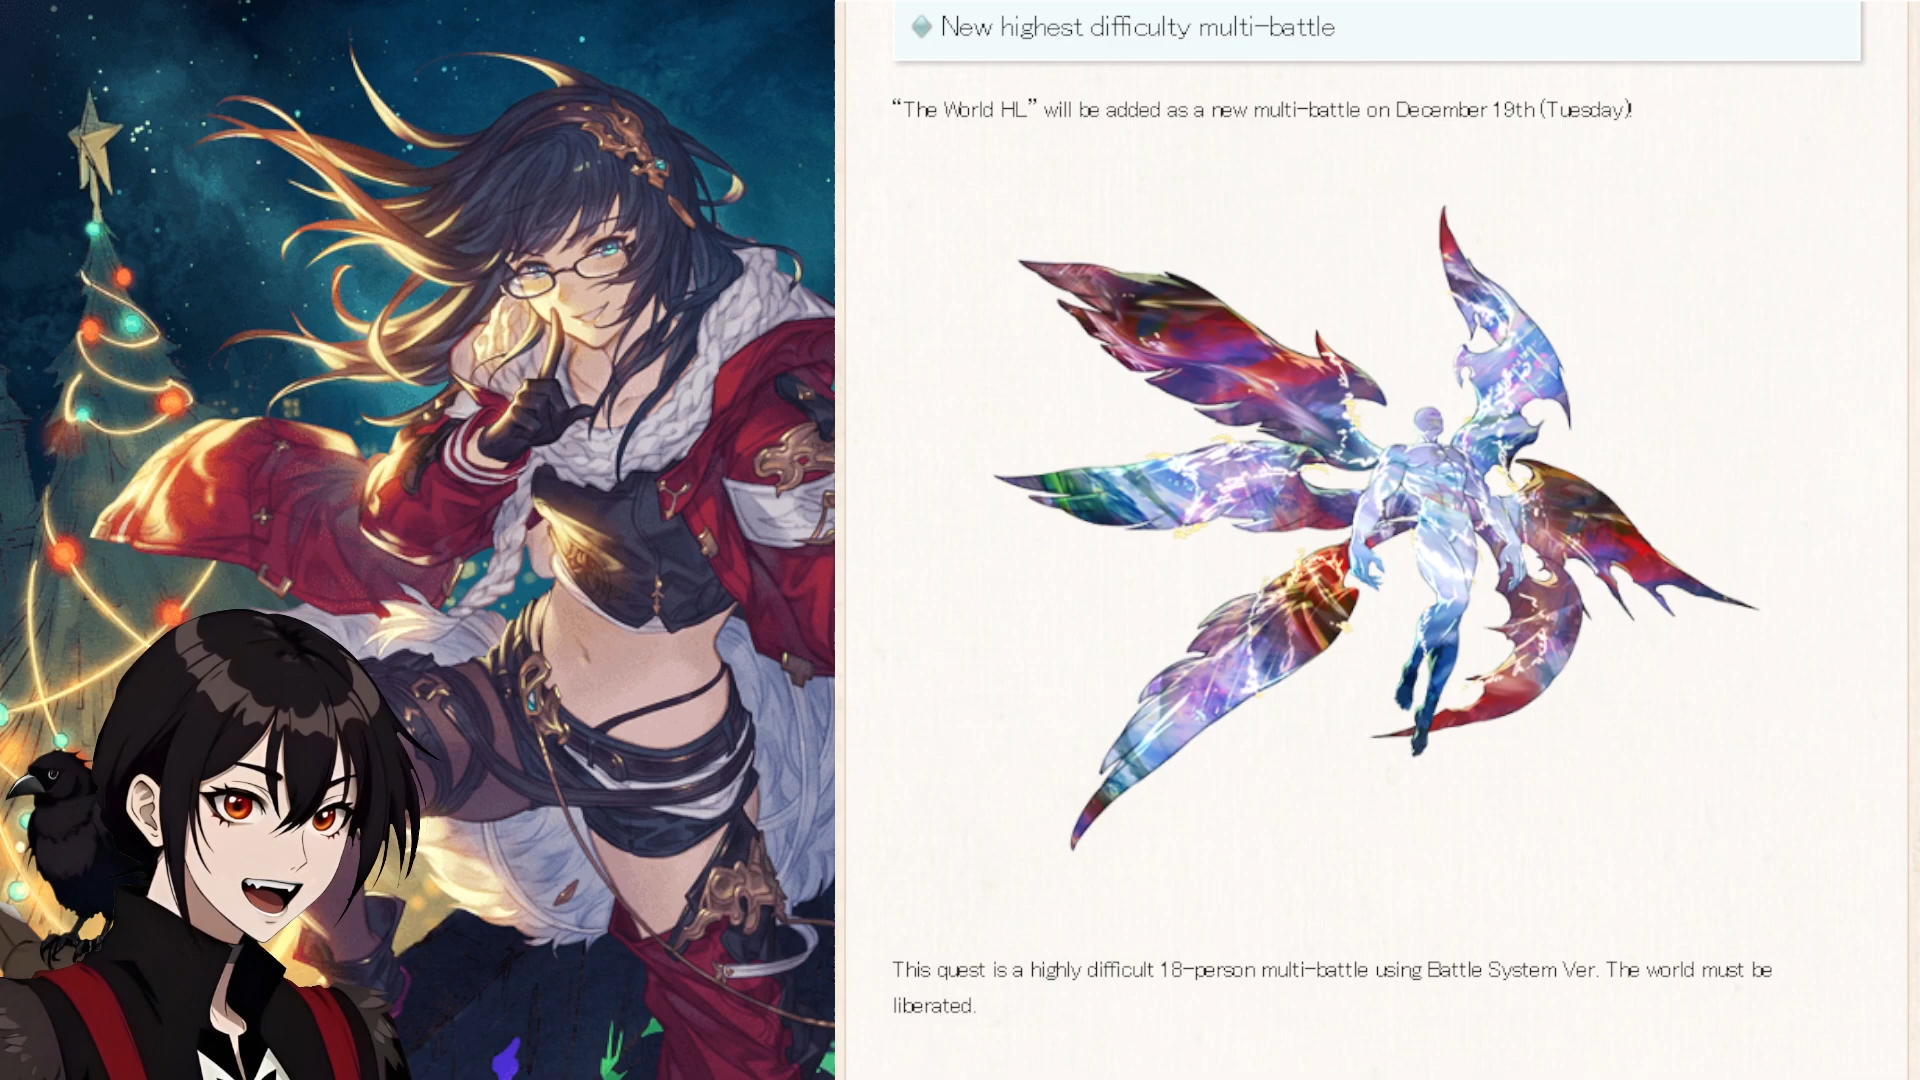 New highest difficulty multi-battle
“The World HL” will be added as a new multi-battle on December 19th (Tuesday)!
This quest is a highly difficult 18-person multi-battle using Battle System Ver. The world must be
liberated.